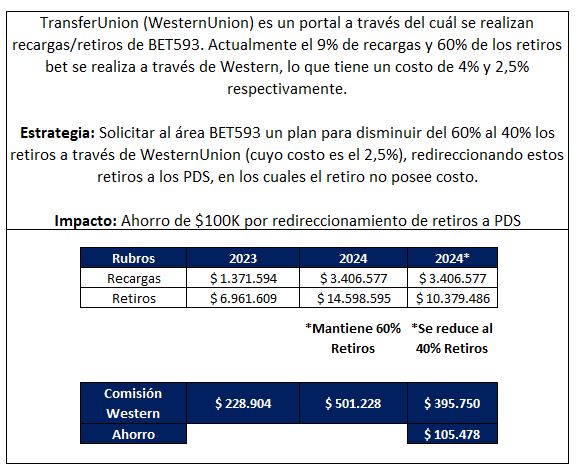 TransferUnion (WesternUnion) es un portal a través del cuál se realizan
recargas/retiros de BET593. Actualmente el 9% de recargas y 60% de los retiros
bet se realiza a través de Western, lo que tiene un costo de 4% y 2,5%
respectivamente.
Estrategia: Solicitar al área BET593 un plan para disminuir del 60% al 40% los
retiros a través de WesternUnion (cuyo costo es el 2,5%), redireccionando estos
retiros a los PDS, en los cuales el retiro no posee costo.
Impacto: Ahorro de $100K por redireccionamiento de retiros a PDS
Rubros 2023 2024 2024*
Recargas $ 1.371.594 $ 3.406.577 $ 3.406.577
Retiros $ 6.961.609 $ 14.598.595 $ 10.379.486
*Mantiene 60% *Se reduce al
Retiros 40% Retiros
Comisión
Western $ 228.904 $ 501.228 $ 395.750
Ahorro $ 105.478